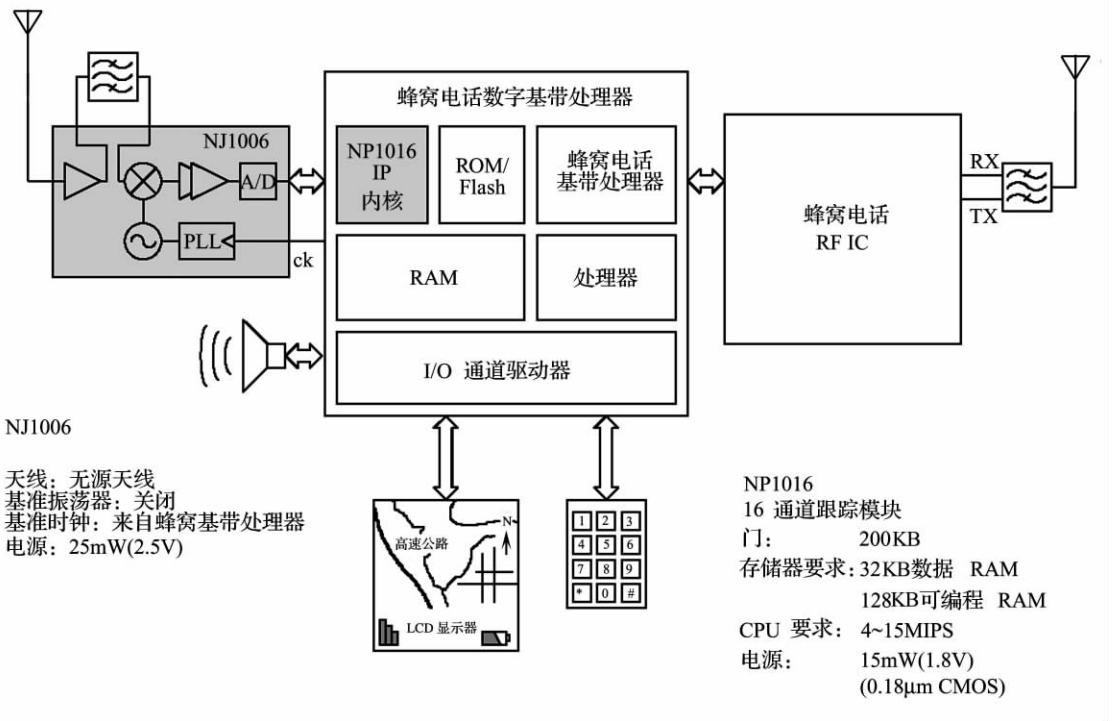 蜂窝电话数字基带处理器
NJ1006
A/D
PLL
ck
NP1016
IP
内核
ROM/
Flash
蜂窝电话
基带处理器
RAM
处理器
I/O 通道驱动器
蜂窝电话
RF IC
RX
TX
NJ1006
天线：无源天线
基准振荡器：关闭
基准时钟：来自蜂窝基带处理器
电源：25mW(2.5V)
高速公路
N
LCD 显示器
1 2 3
4 5 6
7 8 9
* 0 #
NP1016
16 通道跟踪模块
门： 200KB
存储器要求：32KB数据 RAM
128KB可编程 RAM
CPU 要求：4~15MIPS
电源： 15mW(1.8V)
(0.18μm CMOS)